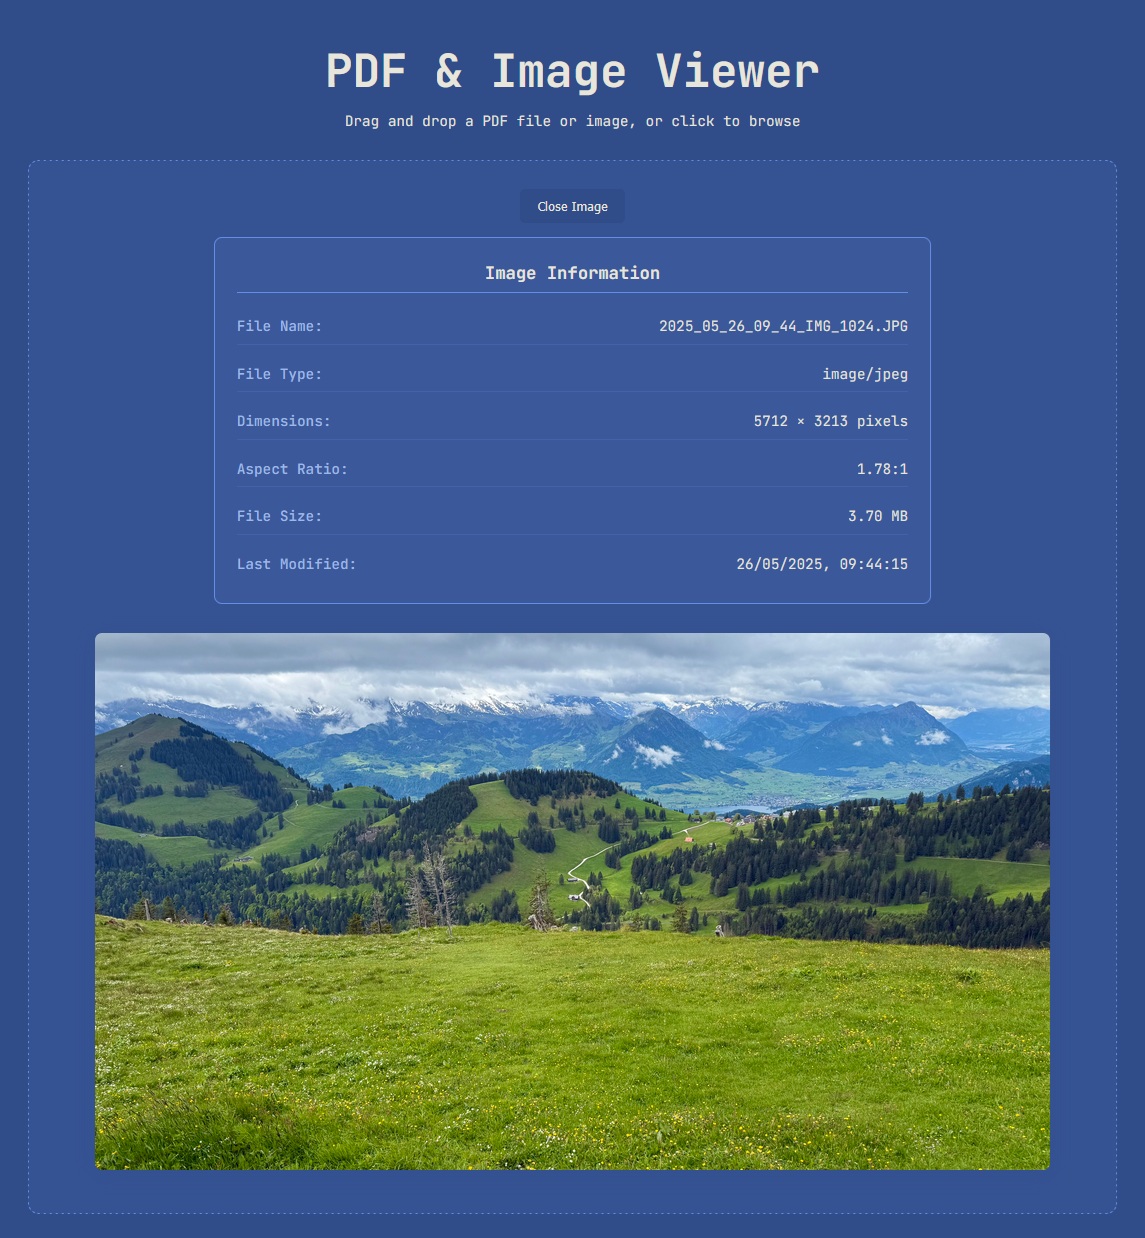 PDF & Image Viewer
Drag and drop a PDF file or image, or click to browse
Close Image
Image Information
File Name: 2025_05_26_09_44_IMG_1024.JPG
File Type: image/jpeg
Dimensions: 5712 × 3213 pixels
Aspect Ratio: 1.78:1
File Size: 3.70 MB
Last Modified: 26/05/2025, 09:44:15